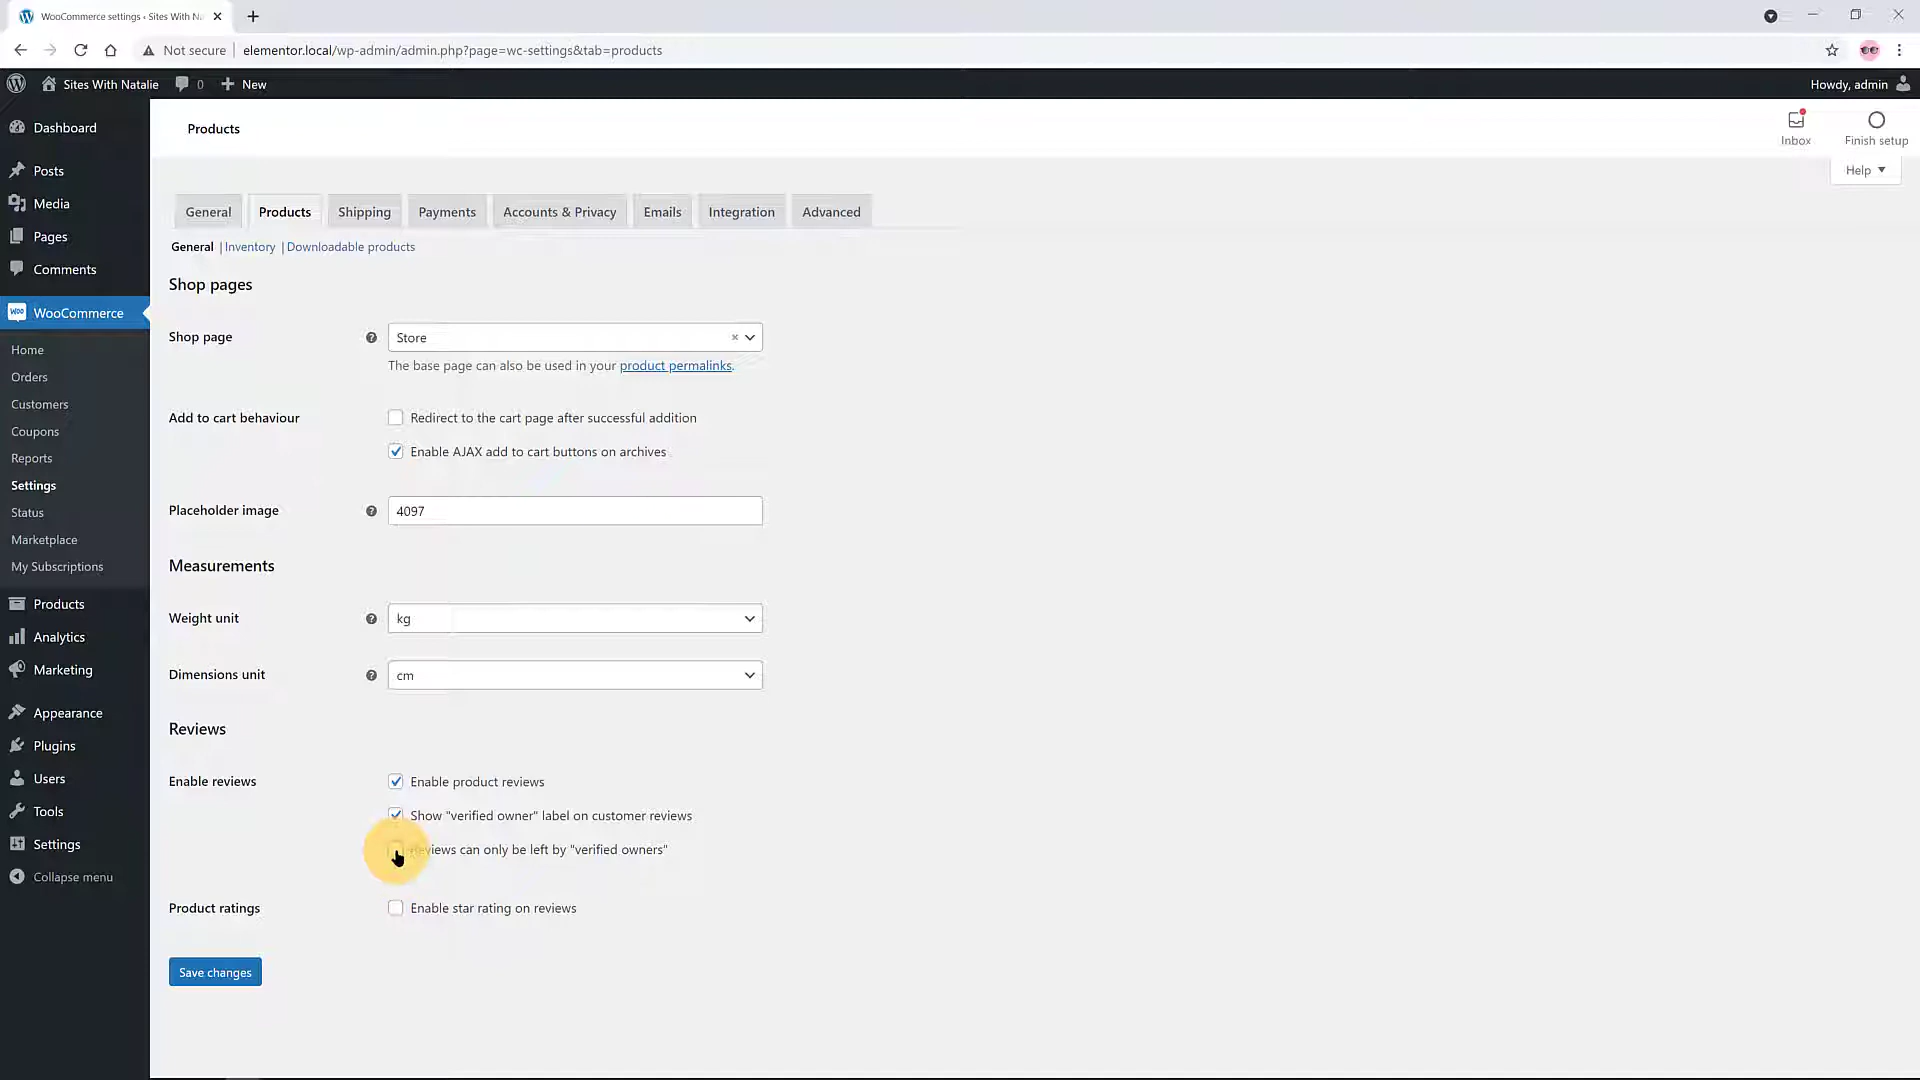 WooCommerce settings ‹ Sites With Na
Not secure
elementor.local/wp-admin/admin.php?page=wc-settings&tab=products
Sites With Natalie
0
New
Howdy, admin
Dashboard
Posts
Media
Pages
Comments
WooCommerce
Home
Orders
Customers
Coupons
Reports
Settings
Status
Marketplace
My Subscriptions
Products
Analytics
Marketing
Appearance
Plugins
Users
Tools
Settings
Collapse menu
Products
Inbox
Finish setup
Help
General
Products
Shipping
Payments
Accounts & Privacy
Emails
Integration
Advanced
General | Inventory | Downloadable products
Shop pages
Shop page
Store
×
The base page can also be used in your product permalinks.
Add to cart behaviour
Redirect to the cart page after successful addition
Enable AJAX add to cart buttons on archives
Placeholder image
4097
Measurements
Weight unit
kg
Dimensions unit
cm
Reviews
Enable reviews
Enable product reviews
Show "verified owner" label on customer reviews
Reviews can only be left by "verified owners"
Product ratings
Enable star rating on reviews
Save changes